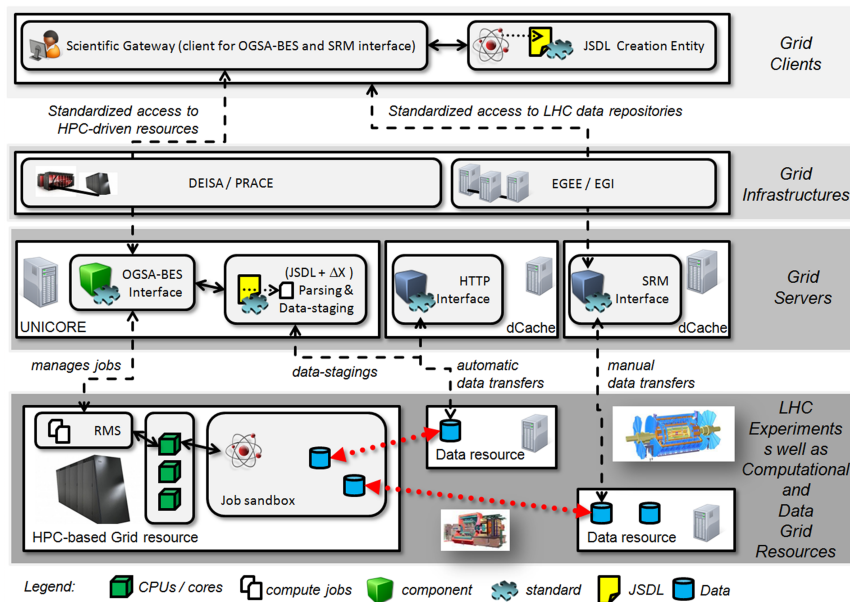 Scientific Gateway (client for OGSA-BES and SRM interface)
JSDL Creation Entity
Grid
Clients
Standardized access to
HPC-driven resources
Standardized access to LHC data repositories
DEISA / PRACE
EGEE / EGI
Grid
Infrastructures
OGSA-BES
Interface
(JSDL + ΔX )
Parsing &
Data-staging
UNICORE
HTTP
Interface
dCache
SRM
Interface
dCache
Grid
Servers
manages jobs
data-stagings
automatic
data transfers
manual
data transfers
RMS
Job sandbox
HPC-based Grid resource
Data resource
Data resource
LHC
Experiment
s well as
Computational
and
Data
Grid
Resources
Legend:
CPUs / cores
compute jobs
component
standard
JSDL
Data